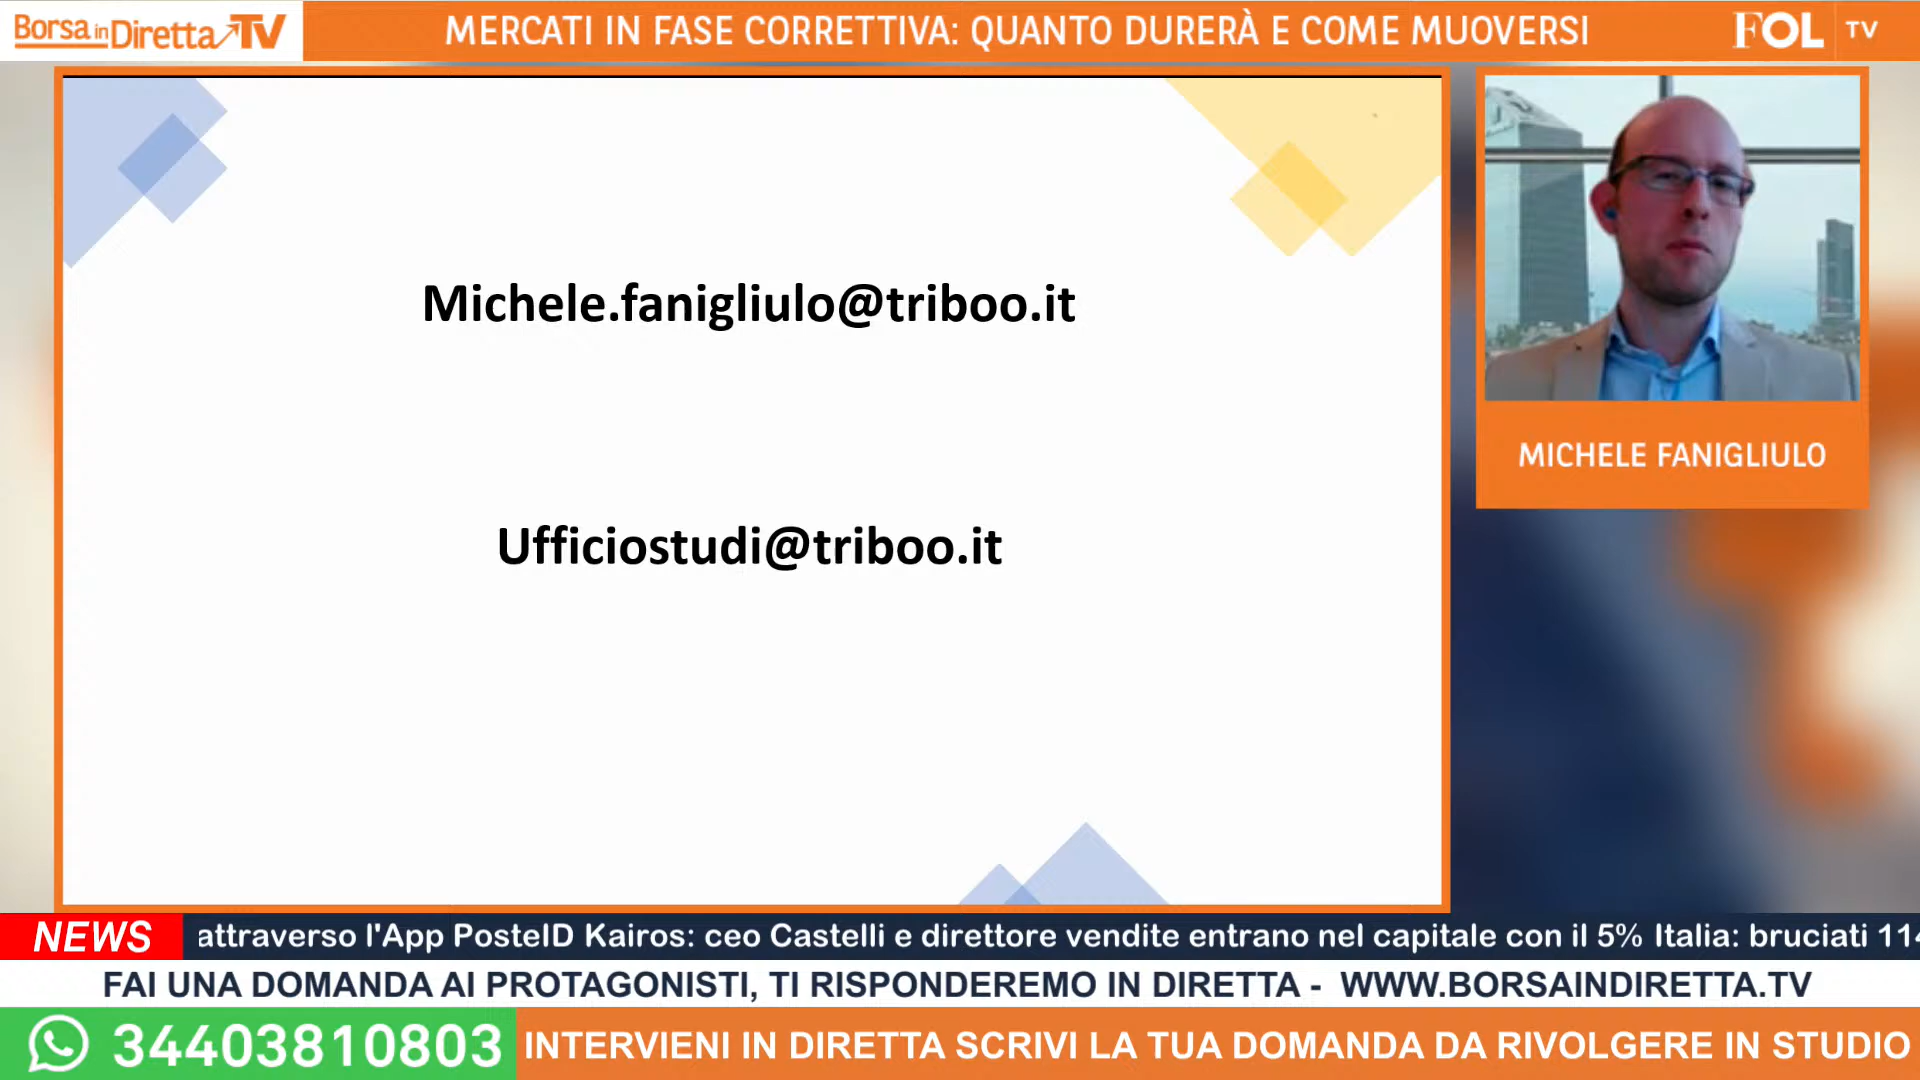 Borsa in Diretta TV
MERCATI IN FASE CORRETTIVA: QUANTO DURERÀ E COME MUOVERSI
FOL TV
Michele.fanigliulo@triboo.it
Ufficiostudi@triboo.it
MICHELE FANIGLIULO
NEWS
attraverso l'App PosteID Kairos: ceo Castelli e direttore vendite entrano nel capitale con il 5% Italia: bruciati 114
FAI UNA DOMANDA AI PROTAGONISTI, TI RISPONDEREMO IN DIRETTA - WWW.BORSAINDIRETTA.TV
34403810803
INTERVIENI IN DIRETTA SCRIVI LA TUA DOMANDA DA RIVOLGERE IN STUDIO